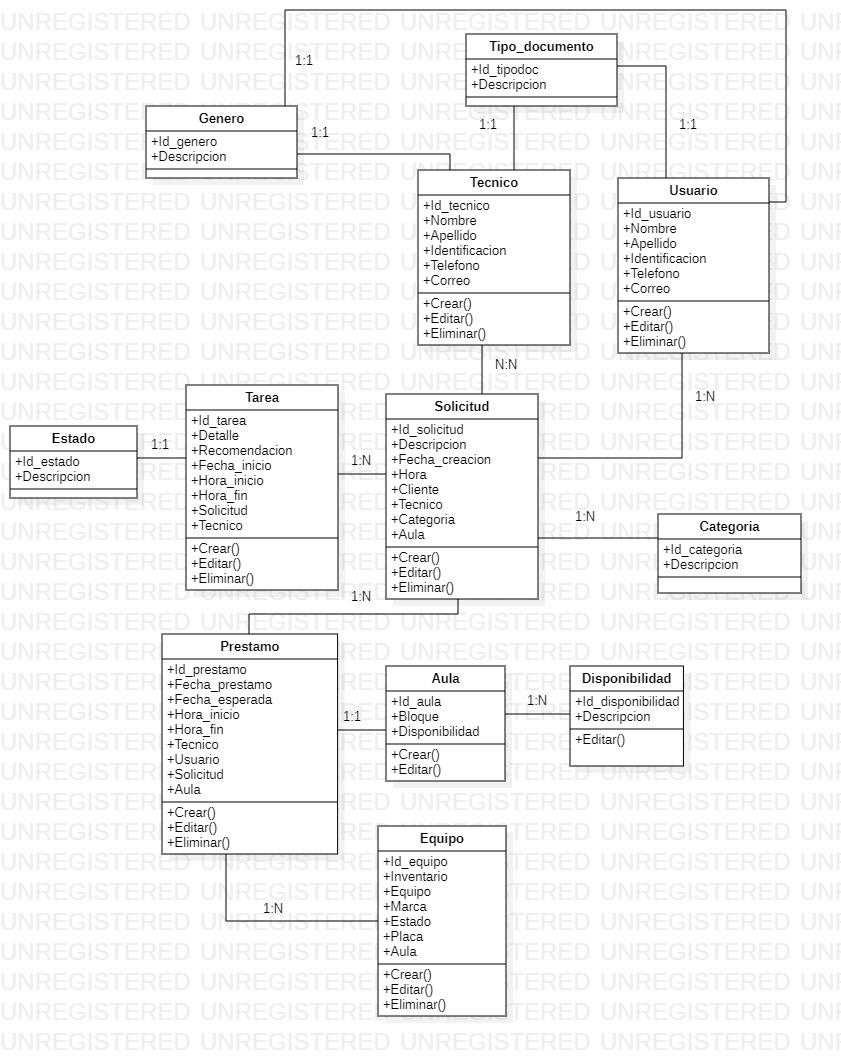 UNREGISTERED
Tipo_documento
+Id_tipodoc
+Descripcion
1:1
Genero
+Id_genero
+Descripcion
1:1
1:1
1:1
Tecnico
+Id_tecnico
+Nombre
+Apellido
+Identificacion
+Telefono
+Correo
+Crear()
+Editar()
+Eliminar()
Usuario
+Id_usuario
+Nombre
+Apellido
+Identificacion
+Telefono
+Correo
+Crear()
+Editar()
+Eliminar()
N:N
1:N
Tarea
+Id_tarea
+Detalle
+Recomendacion
+Fecha_inicio
+Hora_inicio
+Hora_fin
+Solicitud
+Tecnico
+Crear()
+Editar()
+Eliminar()
Solicitud
+Id_solicitud
+Descripcion
+Fecha_creacion
+Hora
+Cliente
+Tecnico
+Categoria
+Aula
+Crear()
+Editar()
+Eliminar()
Estado
+Id_estado
+Descripcion
1:1
1:N
1:N
Categoria
+Id_categoria
+Descripcion
1:N
Prestamo
+Id_prestamo
+Fecha_prestamo
+Fecha_esperada
+Hora_inicio
+Hora_fin
+Tecnico
+Usuario
+Solicitud
+Aula
+Crear()
+Editar()
+Eliminar()
1:1
Aula
+Id_aula
+Bloque
+Disponibilidad
+Crear()
+Editar()
1:N
Disponibilidad
+Id_disponibilidad
+Descripcion
+Editar()
1:N
Equipo
+Id_equipo
+Inventario
+Equipo
+Marca
+Estado
+Placa
+Aula
+Crear()
+Editar()
+Eliminar()